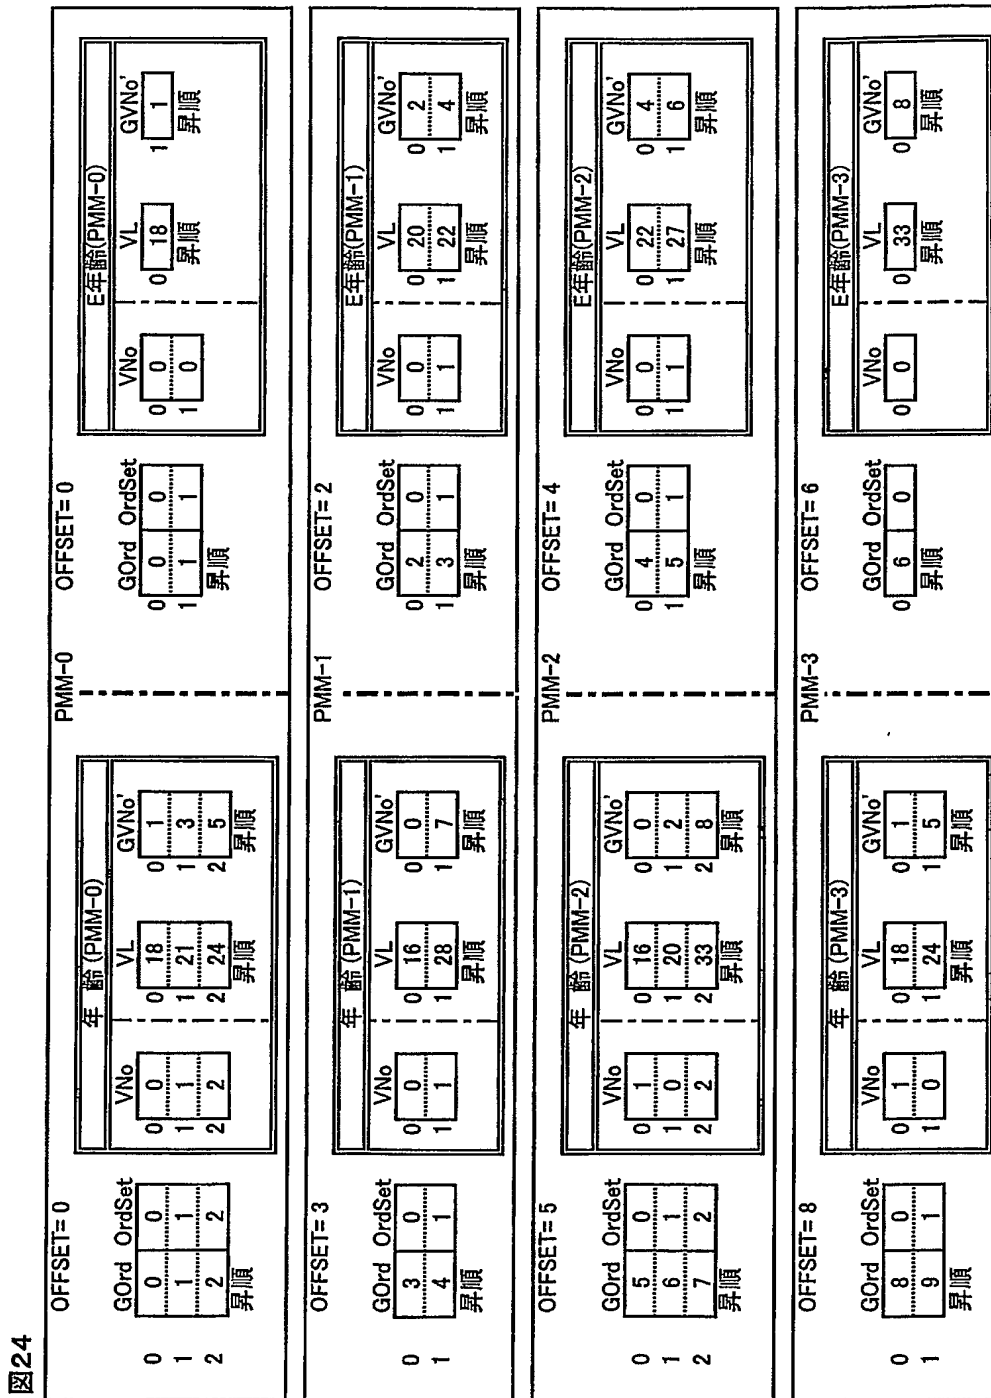 図24
OFFSET= 0 PMM-0 OFFSET= 0
年 齢(PMM-0) E年齢(PMM-0)
GOrd OrdSet VNo VL GVNo' GOrd OrdSet VNo VL GVNo'
0 0 0 0 0 0 18 0 1 0 0 0 0 0 0 18 1 1
1 1 1 1 1 1 21 1 3 1 1 1 1 0
2 2 2 2 2 2 24 2 5
昇順 昇順 昇順 昇順 昇順 昇順
OFFSET= 3 PMM-1 OFFSET= 2
年 齢(PMM-1) E年齢(PMM-1)
GOrd OrdSet VNo VL GVNo' GOrd OrdSet VNo VL GVNo'
0 3 0 0 0 0 16 0 0 0 2 0 0 0 0 20 0 2
1 4 1 1 1 1 28 1 7 1 3 1 1 1 1 22 1 4
昇順 昇順 昇順 昇順 昇順 昇順
OFFSET= 5 PMM-2 OFFSET= 4
年 齢(PMM-2) E年齢(PMM-2)
GOrd OrdSet VNo VL GVNo' GOrd OrdSet VNo VL GVNo'
0 5 0 0 1 0 16 0 0 0 4 0 0 0 0 22 0 4
1 6 1 1 0 1 20 1 2 1 5 1 1 1 1 27 1 6
2 7 2 2 2 2 33 2 8
昇順 昇順 昇順 昇順 昇順 昇順
OFFSET= 8 PMM-3 OFFSET= 6
年 齢(PMM-3) E年齢(PMM-3)
GOrd OrdSet VNo VL GVNo' GOrd OrdSet VNo VL GVNo'
0 8 0 0 1 0 18 0 1 0 6 0 0 0 0 33 0 8
1 9 1 1 0 1 24 1 5
昇順 昇順 昇順 昇順 昇順 昇順